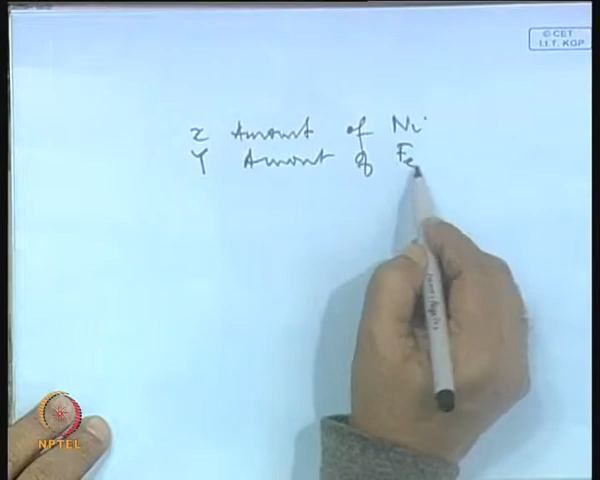 © CET
I.I.T. KGP
x Amount of Ni
Y Amount of Fe
NPTEL